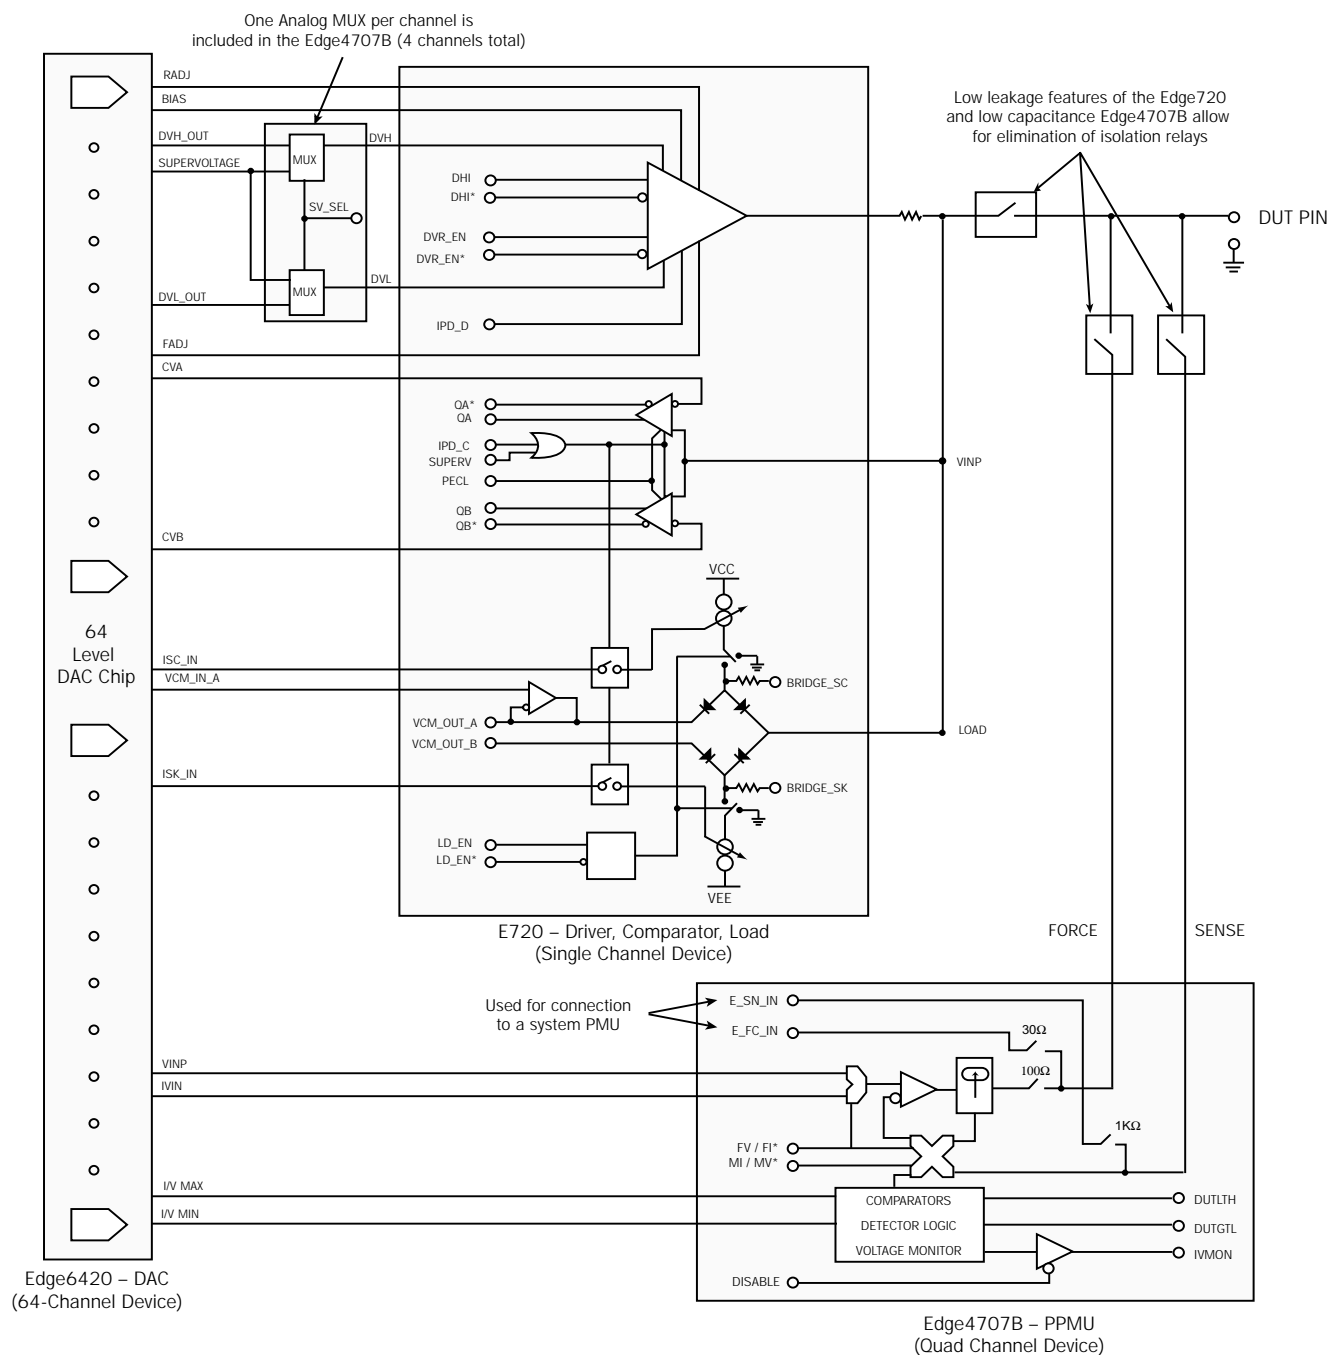 One Analog MUX per channel is
included in the Edge4707B (4 channels total)
RADJ
BIAS
DVH_OUT
SUPERVOLTAGE
MUX
DVH
SV_SEL
MUX
DVL
DVL_OUT
FADJ
CVA
DHI
DHI*
DVR_EN
DVR_EN*
IPD_D
Low leakage features of the Edge720
and low capacitance Edge4707B allow
for elimination of isolation relays
DUT PIN
QA*
QA
IPD_C
SUPERV
PECL
QB
QB*
VINP
CVB
VCC
64
Level
DAC Chip
ISC_IN
VCM_IN_A
BRIDGE_SC
VCM_OUT_A
VCM_OUT_B
LOAD
ISK_IN
BRIDGE_SK
LD_EN
LD_EN*
VEE
E720 – Driver, Comparator, Load
(Single Channel Device)
FORCE
SENSE
Used for connection
to a system PMU
E_SN_IN
E_FC_IN
30Ω
100Ω
1KΩ
VINP
IVIN
FV / FI*
MI / MV*
I/V MAX
I/V MIN
COMPARATORS
DETECTOR LOGIC
VOLTAGE MONITOR
DUTLTH
DUTGTL
IVMON
DISABLE
Edge6420 – DAC
(64-Channel Device)
Edge4707B – PPMU
(Quad Channel Device)